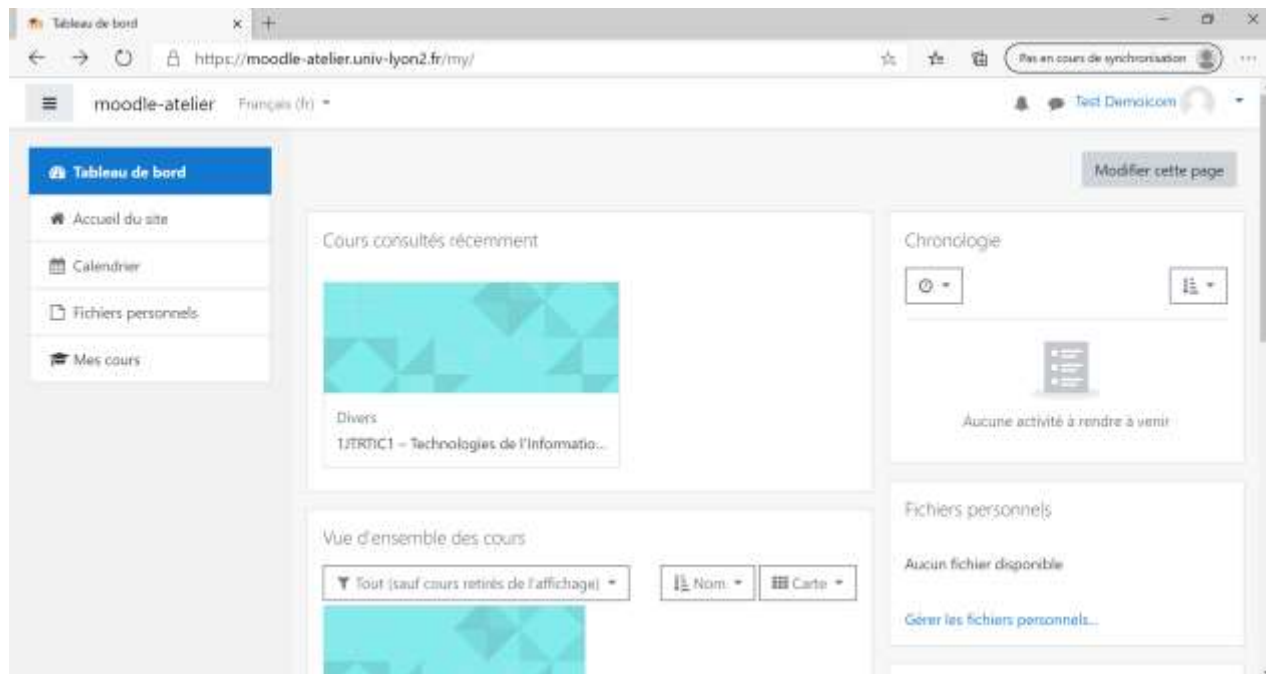 Tableau de bord
https://moodle-atelier.univ-lyon2.fr/my/
Pas en cours de synchronisation
moodle-atelier
Français (fr)
Test Demoicom
Tableau de bord
Accueil du site
Calendrier
Fichiers personnels
Mes cours
Modifier cette page
Cours consultés récemment
Divers
1JTRTIC1 – Technologies de l'Informatio...
Vue d'ensemble des cours
Tout (sauf cours retirés de l'affichage)
Nom
Carte
Chronologie
Aucune activité à rendre à venir
Fichiers personnels
Aucun fichier disponible
Gérer les fichiers personnels...